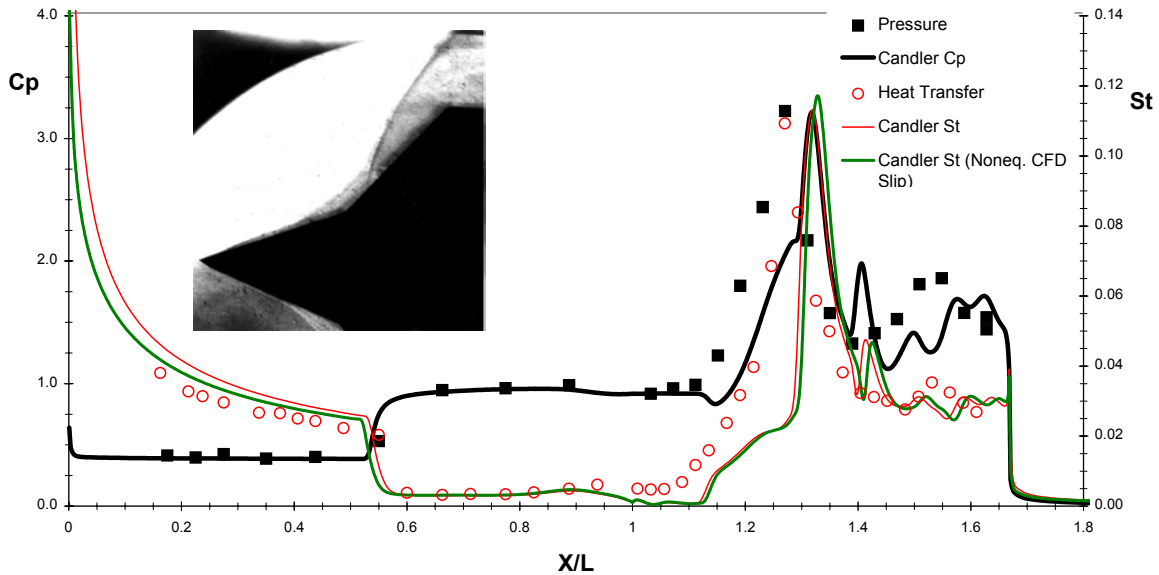 4.0
3.0
2.0
1.0
0.0
Cp
0.14
0.12
0.10
0.08
0.06
0.04
0.02
0.00
St
Pressure
Candler Cp
Heat Transfer
Candler St
Candler St (Noneq. CFD
Slip)
0 0.2 0.4 0.6 0.8 1 1.2 1.4 1.6 1.8
X/L